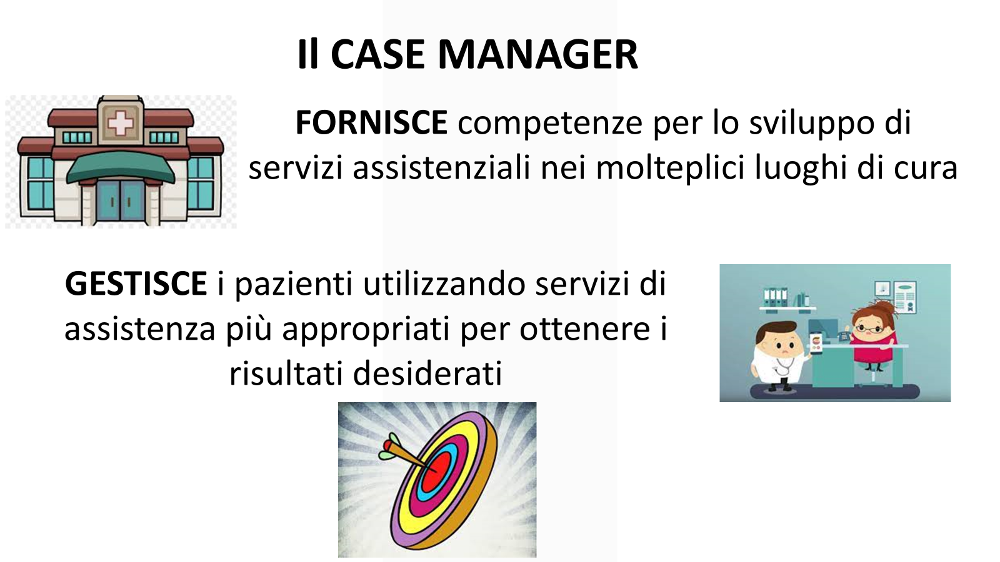 Il CASE MANAGER
FORNISCE competenze per lo sviluppo di
servizi assistenziali nei molteplici luoghi di cura
GESTISCE i pazienti utilizzando servizi di
assistenza più appropriati per ottenere i
risultati desiderati